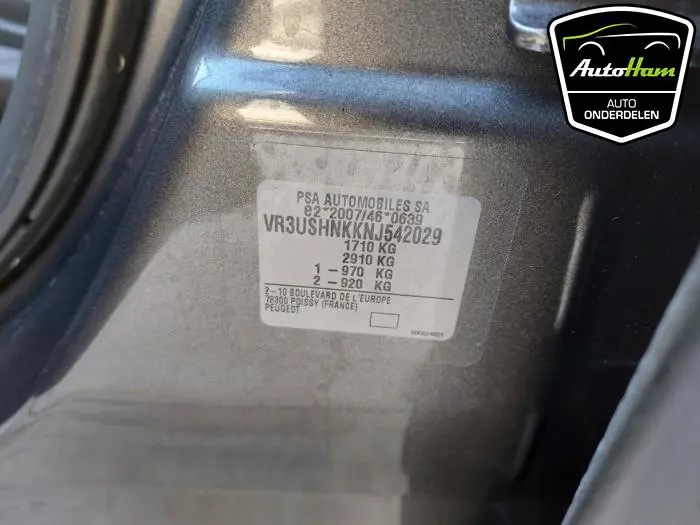 AutoHam
AUTO
ONDERDELEN
PSA AUTOMOBILES SA
e2*2007/46*0639
VR3USHNKKNJ542029
1710 KG
2910 KG
1 - 970 KG
2 - 920 KG
2-10 BOULEVARD DE L'EUROPE
78300 POISSY (FRANCE)
PEUGEOT